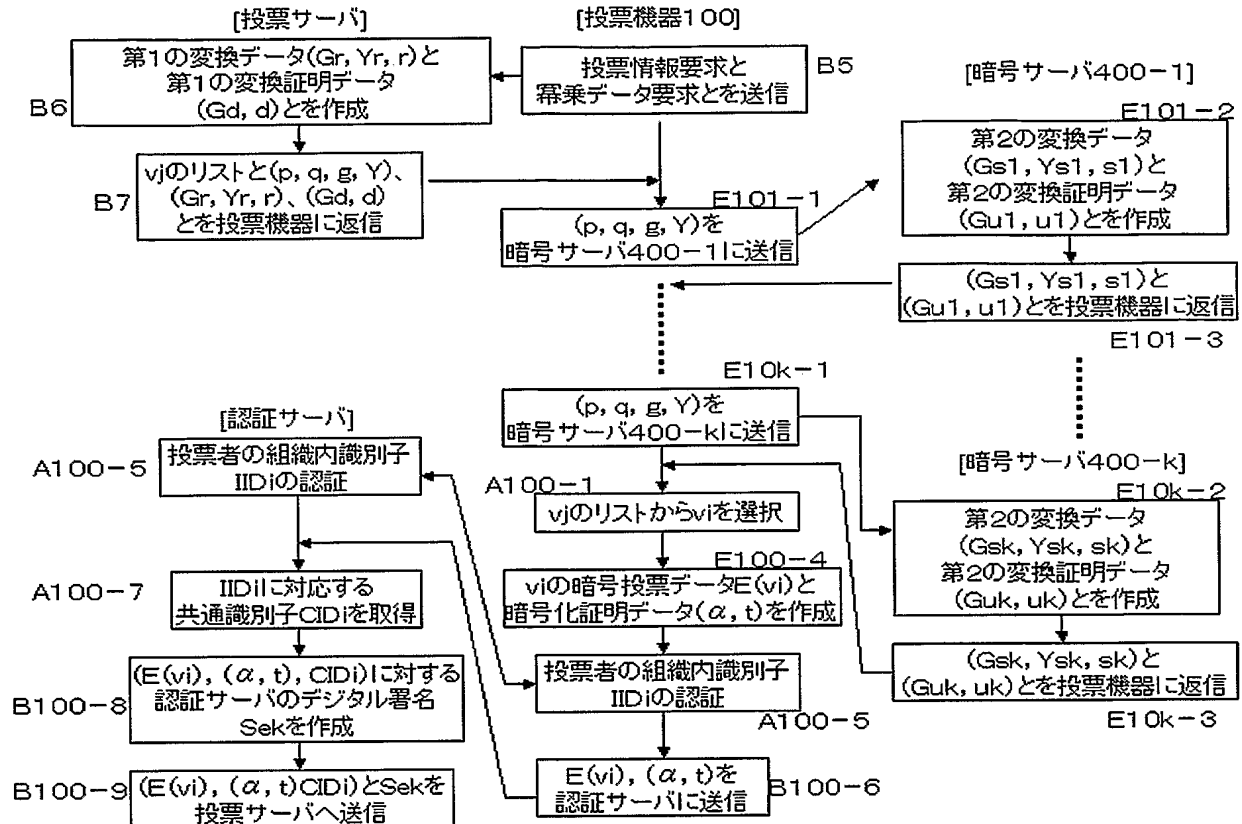 [投票サーバ]
第1の変換データ(Gr, Yr, r)と
第1の変換証明データ
(Gd, d)とを作成
B6
vjのリストと(p, q, g, Y)、
(Gr, Yr, r)、(Gd, d)
とを投票機器に返信
B7
[投票機器100]
投票情報要求と
冪乗データ要求とを送信
B5
E101-1
(p, q, g, Y)を
暗号サーバ400-1に送信
[暗号サーバ400-1]
E101-2
第2の変換データ
(Gs1, Ys1, s1)と
第2の変換証明データ
(Gu1, u1)とを作成
(Gs1, Ys1, s1)と
(Gu1, u1)とを投票機器に返信
E101-3
E10k-1
(p, q, g, Y)を
暗号サーバ400-kに送信
[暗号サーバ400-k]
E10k-2
第2の変換データ
(Gsk, Ysk, sk)と
第2の変換証明データ
(Guk, uk)とを作成
(Gsk, Ysk, sk)と
(Guk, uk)とを投票機器に返信
E10k-3
A100-1
vjのリストからviを選択
E100-4
viの暗号投票データE(vi)と
暗号化証明データ(α, t)を作成
投票者の組織内識別子
IIDiの認証
A100-5
E(vi), (α, t)を
認証サーバに送信
B100-6
[認証サーバ]
A100-5
投票者の組織内識別子
IIDiの認証
A100-7
IIDiに対応する
共通識別子CIDiを取得
B100-8
(E(vi), (α, t), CIDi)に対する
認証サーバのデジタル署名
Sekを作成
B100-9
(E(vi), (α, t)CIDi)とSekを
投票サーバへ送信